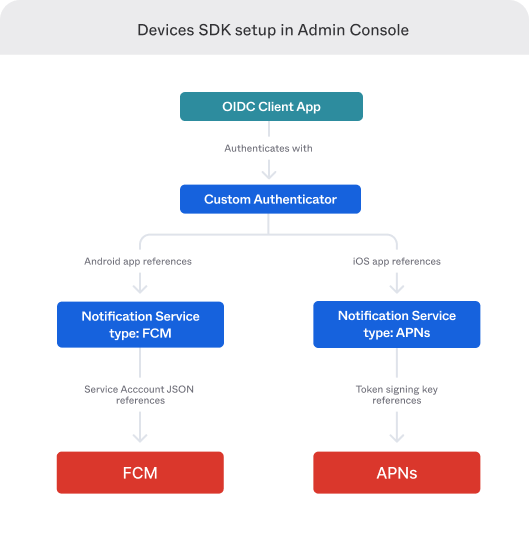 Devices SDK setup in Admin Console
OIDC Client App
Authenticates with
Custom Authenticator
Android app references
iOS app references
Notification Service
type: FCM
Notification Service
type: APNs
Service Acccount JSON
references
Token signing key
references
FCM
APNs